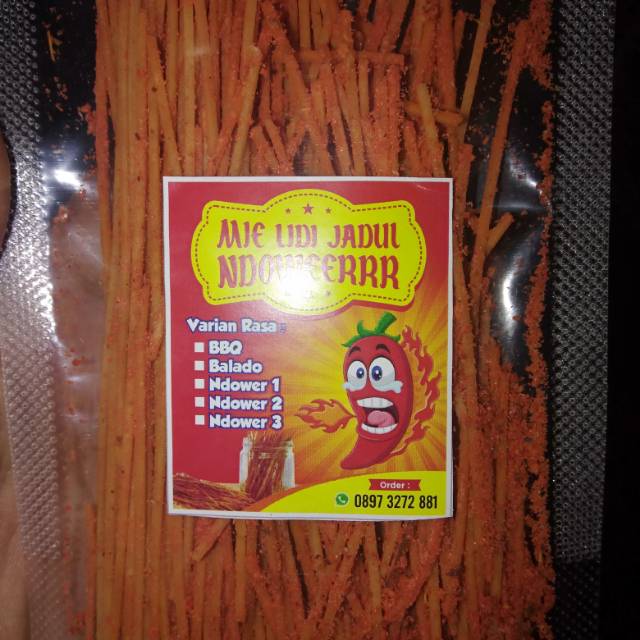 MIE LIDI JADUL
NDOWEERRR
Varian Rasa :
BBQ
Balado
Ndower 1
Ndower 2
Ndower 3
Order :
0897 3272 881